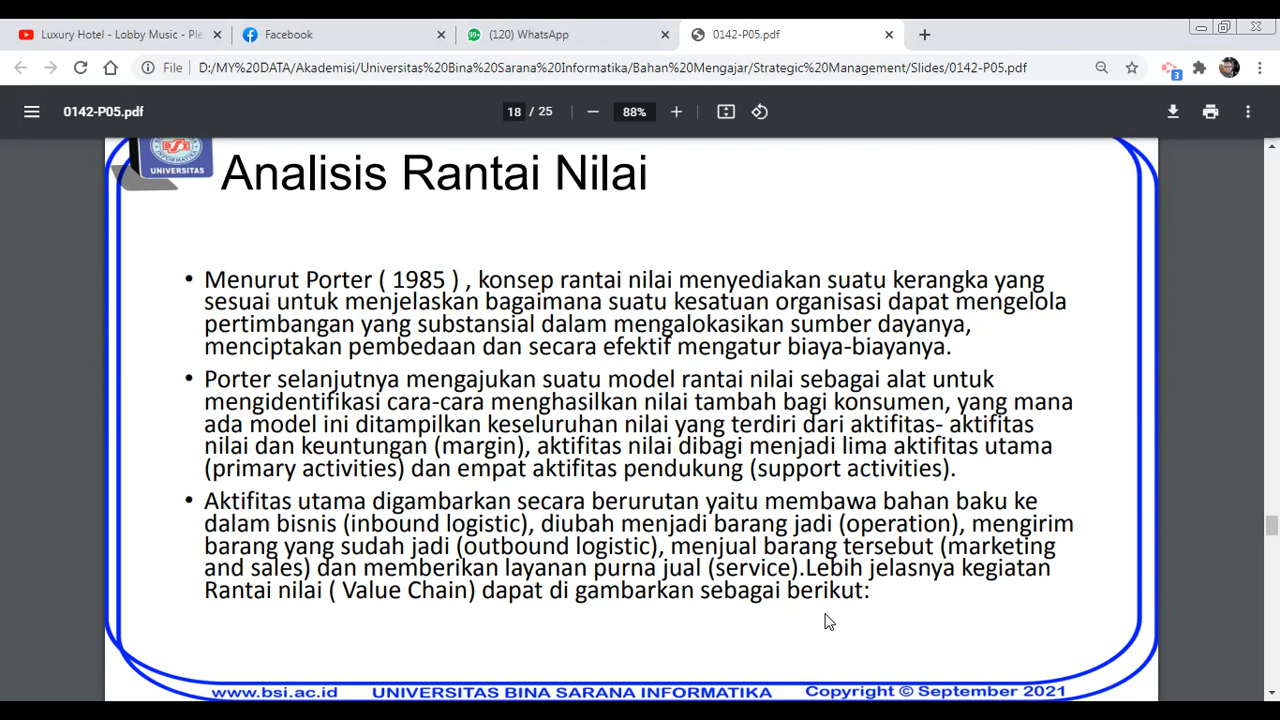 Luxury Hotel - Lobby Music - Ple
Facebook
99+ (120) WhatsApp
0142-P05.pdf
File D:/MY%20DATA/Akademisi/Universitas%20Bina%20Sarana%20Informatika/Bahan%20Mengajar/Strategic%20Management/Slides/0142-P05.pdf
3
0142-P05.pdf 18 / 25 88%
UNIVERSITAS
Analisis Rantai Nilai
• Menurut Porter ( 1985 ) , konsep rantai nilai menyediakan suatu kerangka yang
sesuai untuk menjelaskan bagaimana suatu kesatuan organisasi dapat mengelola
pertimbangan yang substansial dalam mengalokasikan sumber dayanya,
menciptakan pembedaan dan secara efektif mengatur biaya-biayanya.
• Porter selanjutnya mengajukan suatu model rantai nilai sebagai alat untuk
mengidentifikasi cara-cara menghasilkan nilai tambah bagi konsumen, yang mana
ada model ini ditampilkan keseluruhan nilai yang terdiri dari aktifitas- aktifitas
nilai dan keuntungan (margin), aktifitas nilai dibagi menjadi lima aktifitas utama
(primary activities) dan empat aktifitas pendukung (support activities).
• Aktifitas utama digambarkan secara berurutan yaitu membawa bahan baku ke
dalam bisnis (inbound logistic), diubah menjadi barang jadi (operation), mengirim
barang yang sudah jadi (outbound logistic), menjual barang tersebut (marketing
and sales) dan memberikan layanan purna jual (service).Lebih jelasnya kegiatan
Rantai nilai ( Value Chain) dapat di gambarkan sebagai berikut:
www.bsi.ac.id UNIVERSITAS BINA SARANA INFORMATIKA Copyright © September 2021